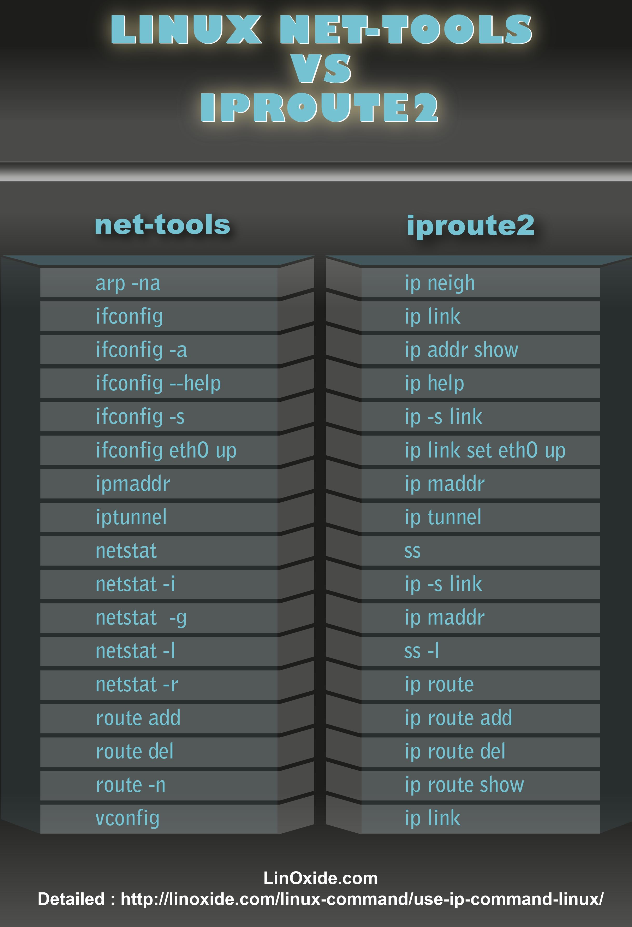 LINUX NET-TOOLS
VS
IPROUTE2
net-tools iproute2
arp -na ip neigh
ifconfig ip link
ifconfig -a ip addr show
ifconfig --help ip help
ifconfig -s ip -s link
ifconfig eth0 up ip link set eth0 up
ipmaddr ip maddr
iptunnel ip tunnel
netstat ss
netstat -i ip -s link
netstat -g ip maddr
netstat -l ss -l
netstat -r ip route
route add ip route add
route del ip route del
route -n ip route show
vconfig ip link
LinOxide.com
Detailed : http://linoxide.com/linux-command/use-ip-command-linux/